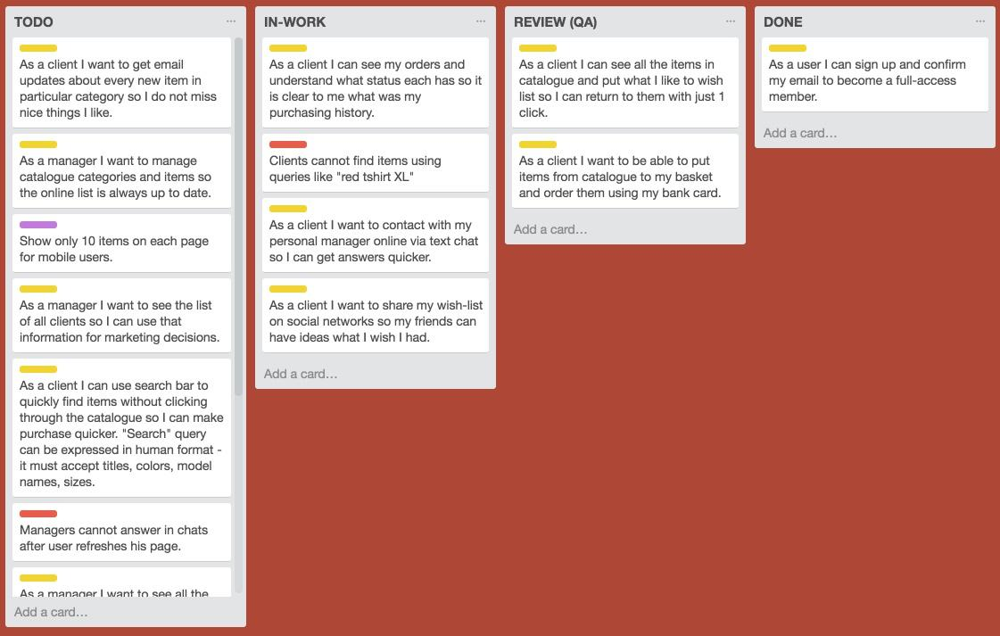 TODO
As a client I want to get email
updates about every new item in
particular category so I do not miss
nice things I like.
As a manager I want to manage
catalogue categories and items so
the online list is always up to date.
Show only 10 items on each page
for mobile users.
As a manager I want to see the list
of all clients so I can use that
information for marketing decisions.
As a client I can use search bar to
quickly find items without clicking
through the catalogue so I can make
purchase quicker. "Search" query
can be expressed in human format -
it must accept titles, colors, model
names, sizes.
Managers cannot answer in chats
after user refreshes his page.
As a manager I want to see all the
Add a card…
IN-WORK
As a client I can see my orders and
understand what status each has so it
is clear to me what was my
purchasing history.
Clients cannot find items using
queries like "red tshirt XL"
As a client I want to contact with my
personal manager online via text chat
so I can get answers quicker.
As a client I want to share my wish-list
on social networks so my friends can
have ideas what I wish I had.
Add a card…
REVIEW (QA)
As a client I can see all the items in
catalogue and put what I like to wish
list so I can return to them with just 1
click.
As a client I want to be able to put
items from catalogue to my basket
and order them using my bank card.
Add a card…
DONE
As a user I can sign up and confirm
my email to become a full-access
member.
Add a card…